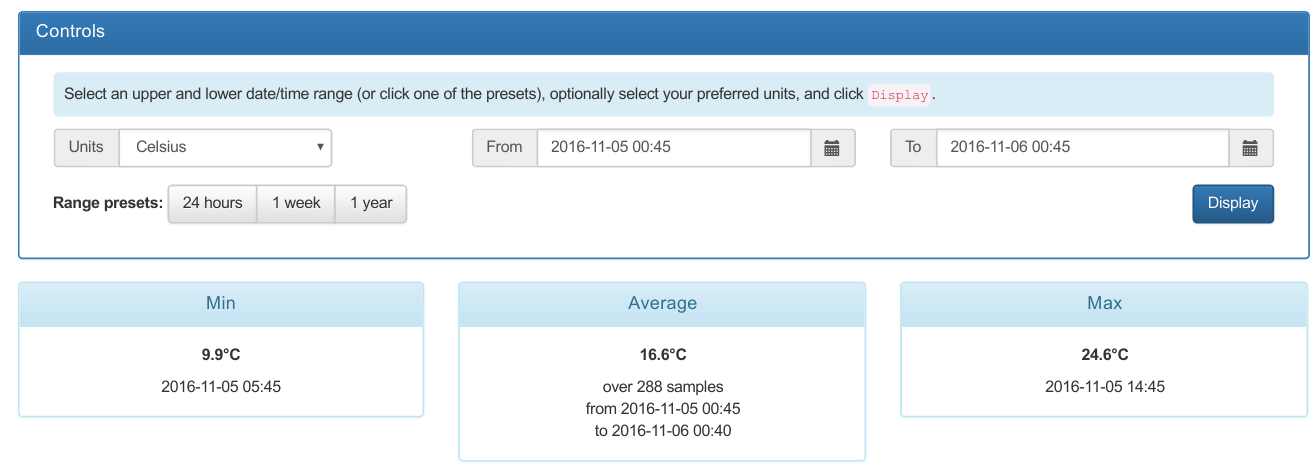 Controls
Select an upper and lower date/time range (or click one of the presets), optionally select your preferred units, and click Display.
Units Celsius From 2016-11-05 00:45 To 2016-11-06 00:45
Range presets: 24 hours 1 week 1 year Display
Min Average Max
9.9°C 16.6°C 24.6°C
2016-11-05 05:45 over 288 samples 2016-11-05 14:45
from 2016-11-05 00:45
to 2016-11-06 00:40